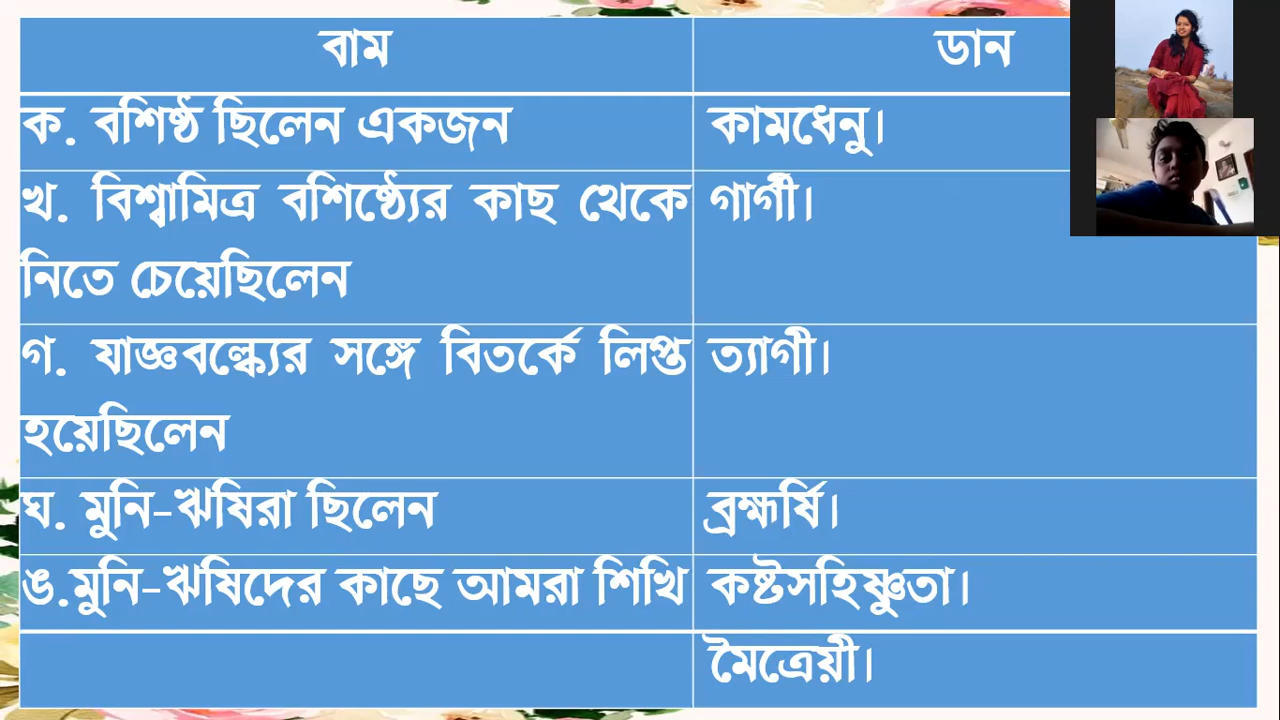 বাম ডান
ক. বশিষ্ঠ ছিলেন একজন কামধেনু।
খ. বিশ্বামিত্র বশিষ্ঠ্যের কাছ থেকে গার্গী।
নিতে চেয়েছিলেন
গ. যাজ্ঞবল্ক্যের সঙ্গে বিতর্কে লিপ্ত ত্যাগী।
হয়েছিলেন
ঘ. মুনি-ঋষিরা ছিলেন ব্রহ্মর্ষি।
ঙ.মুনি-ঋষিদের কাছে আমরা শিখি কষ্টসহিষ্ণুতা।
মৈত্রেয়ী।